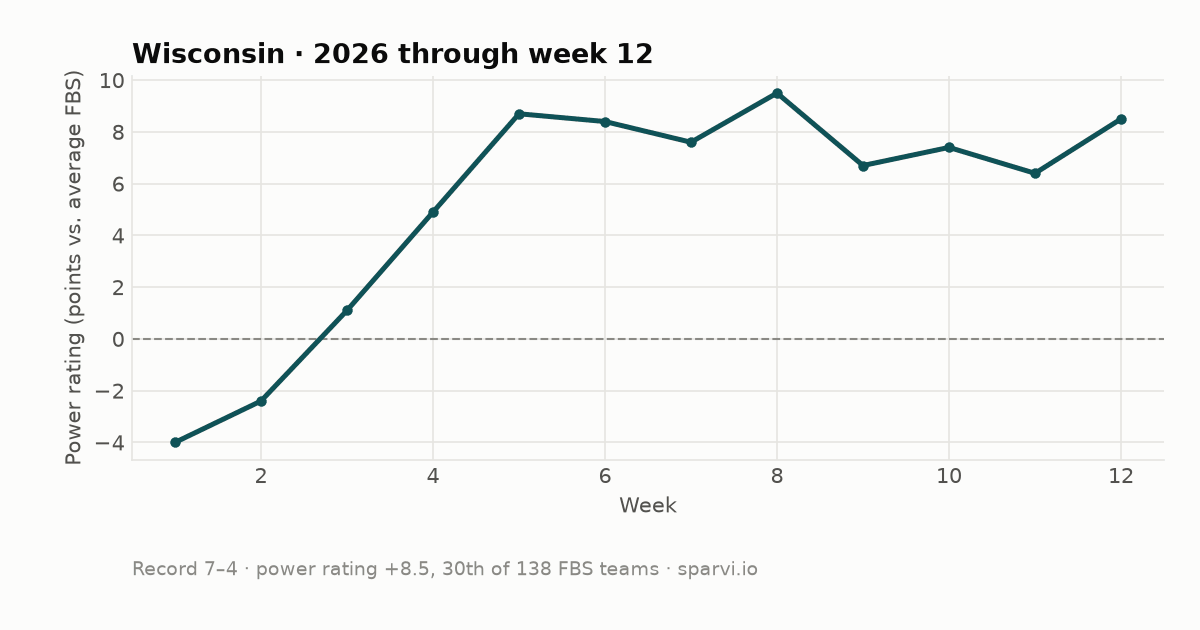 Wisconsin · 2026 through week 12
Power rating (points vs. average FBS)
10
8
6
4
2
0
−2
−4
2 4 6 8 10 12
Week
Record 7–4 · power rating +8.5, 30th of 138 FBS teams · sparvi.io